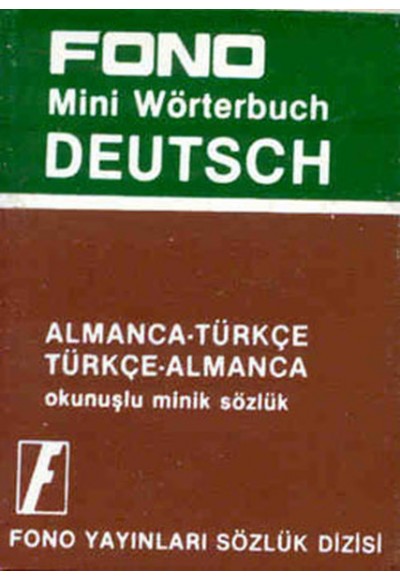 FONO
Mini Wörterbuch
DEUTSCH
ALMANCA-TÜRKÇE
TÜRKÇE-ALMANCA
okunuşlu minik sözlük
F
FONO YAYINLARI SÖZLÜK DİZİSİ